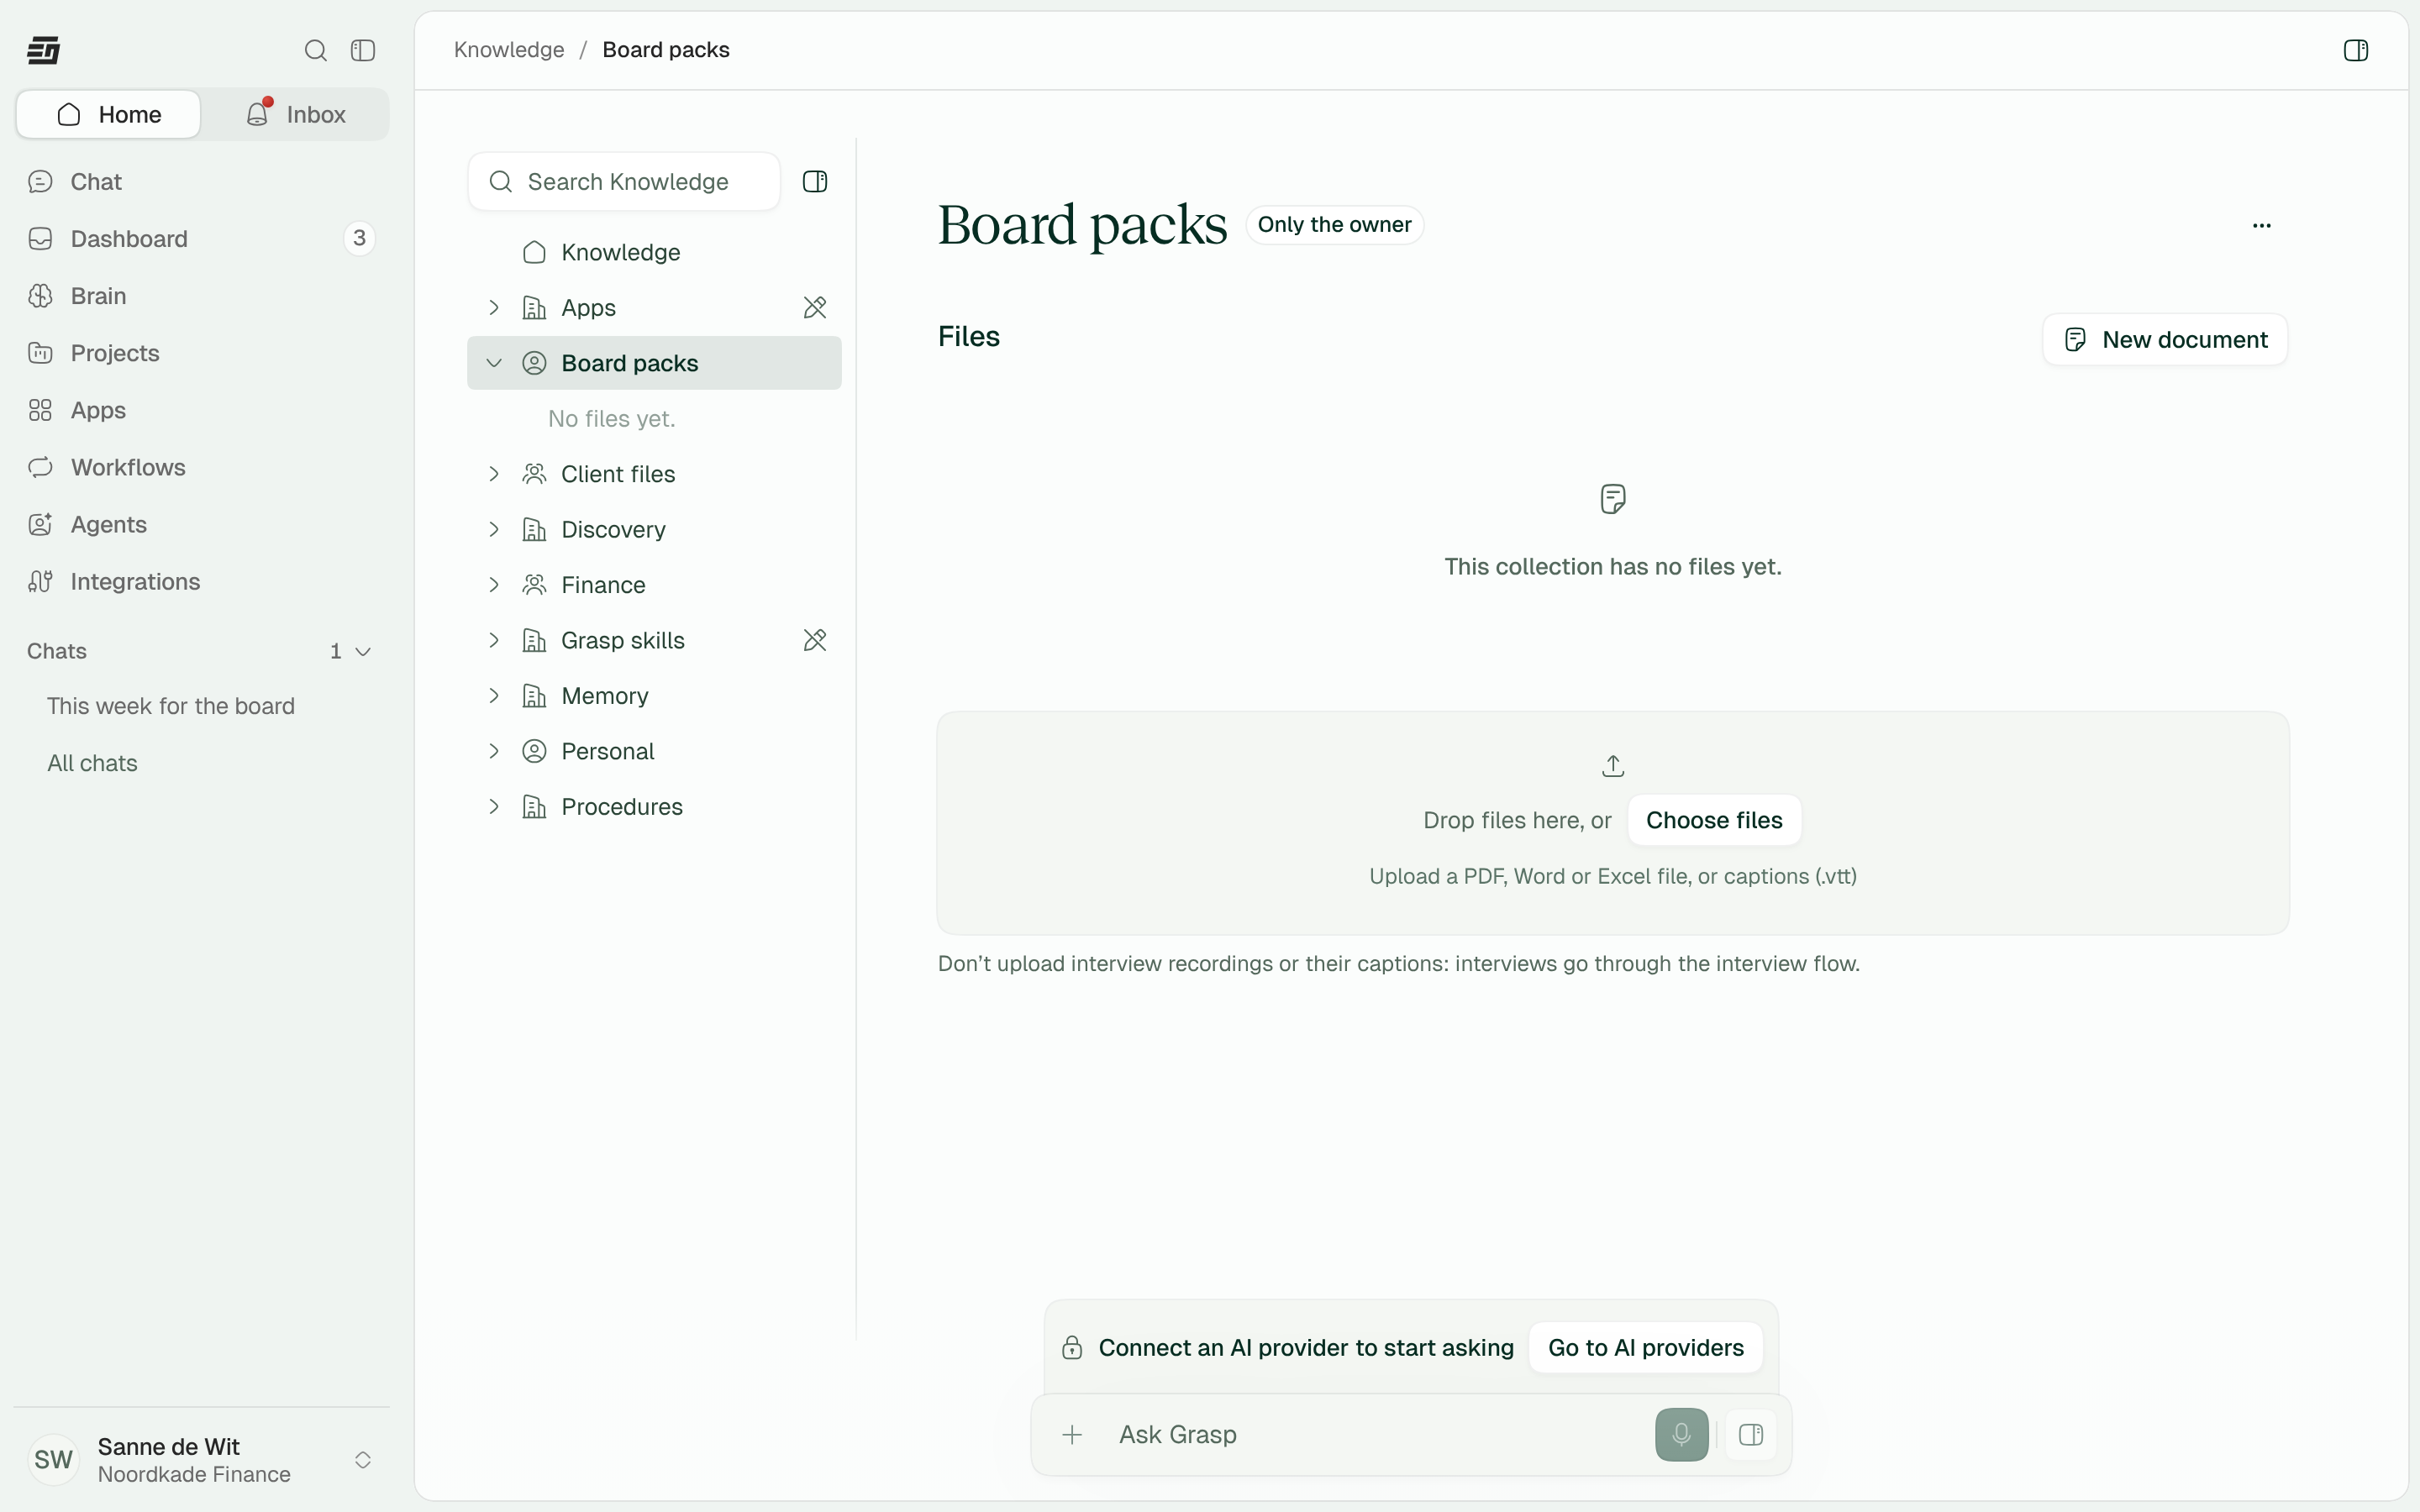 Home
Inbox
Chat
Dashboard
3
Brain
Projects
Apps
Workflows
Agents
Integrations
Chats
1
This week for the board
All chats
SW
Sanne de Wit
Noordkade Finance
Knowledge / Board packs
Search Knowledge
Knowledge
Apps
Board packs
No files yet.
Client files
Discovery
Finance
Grasp skills
Memory
Personal
Procedures
Board packs
Only the owner
Files
New document
This collection has no files yet.
Drop files here, or
Choose files
Upload a PDF, Word or Excel file, or captions (.vtt)
Don’t upload interview recordings or their captions: interviews go through the interview flow.
Connect an AI provider to start asking
Go to AI providers
Ask Grasp